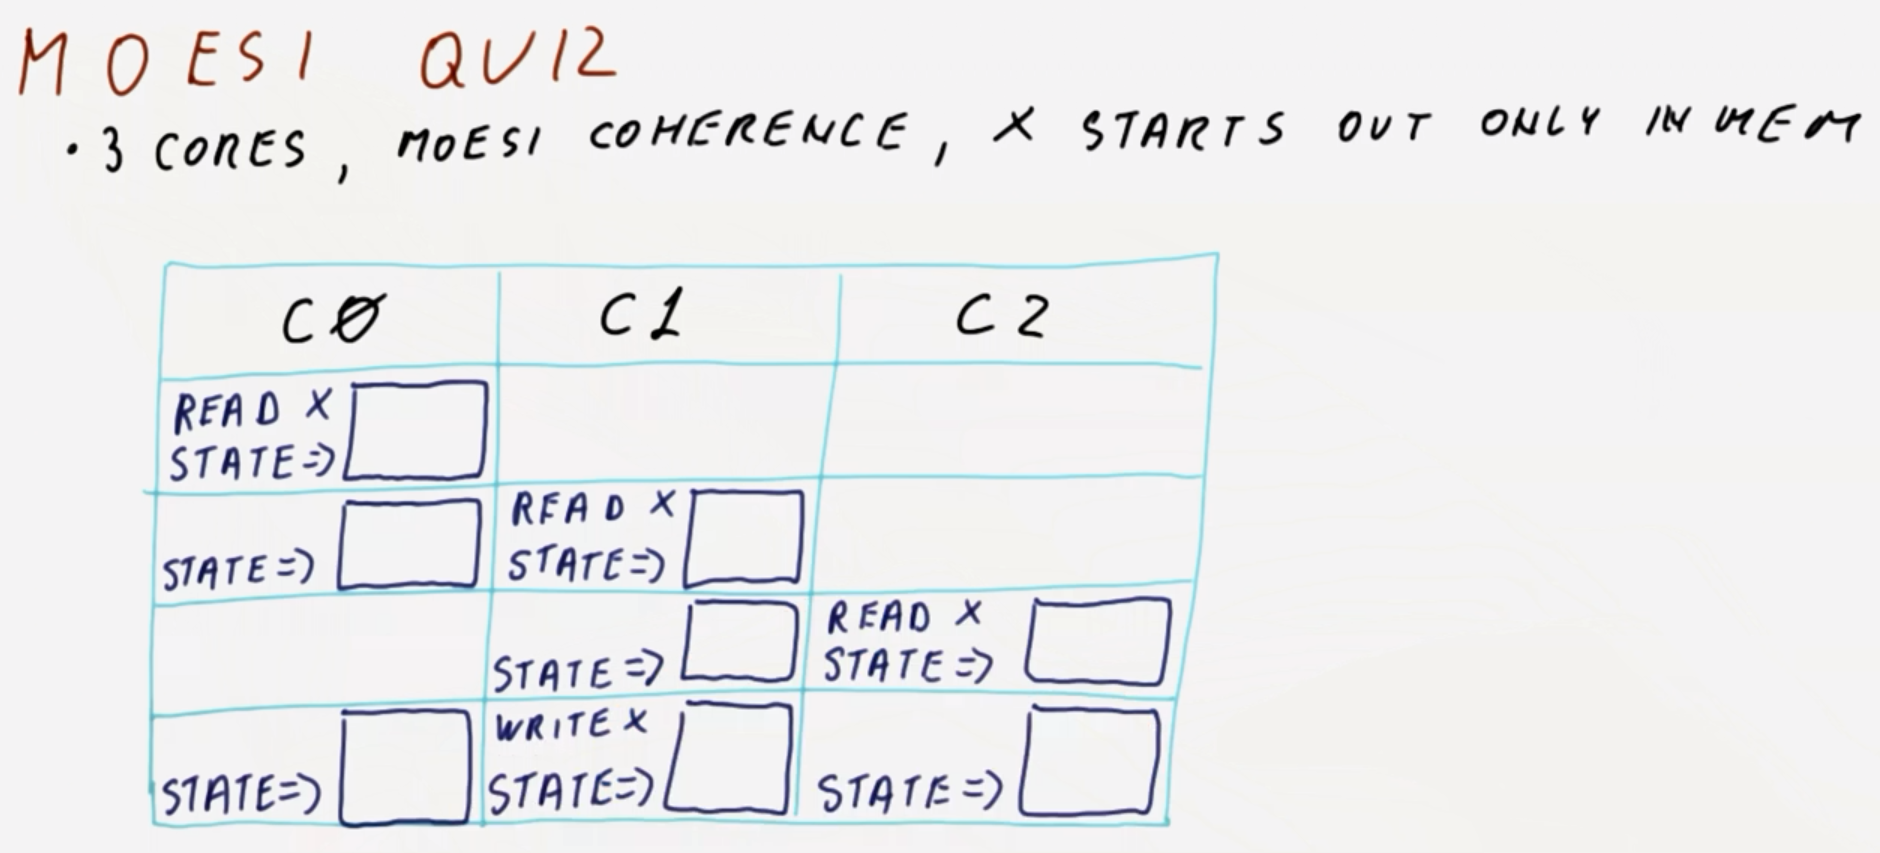 MOESI QUIZ
• 3 CORES, MOESI COHERENCE, X STARTS OUT ONLY IN MEM
C0 C1 C2
READ X
STATE =>
STATE => READ X
STATE =>
STATE => READ X
STATE =>
STATE => WRITE X
STATE => STATE =>